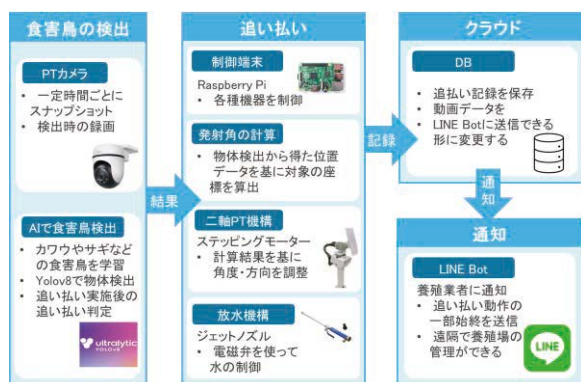 食害鳥の検出
PTカメラ
・ 一定時間ごとに
スナップショット
・ 検出時の録画
AIで食害鳥検出
・ カワウやサギなど
の食害鳥を学習
・ Yolov8で物体検出
・ 追い払い実施後の
追い払い判定
ultralytic
YOLOV8
結果
追い払い
制御端末
Raspberry Pi
・ 各種機器を制御
発射角の計算
・ 物体検出から得た位置
データを基に対象の座
標を算出
二軸PT機構
ステッピングモーター
・ 計算結果を基に
角度・方向を調整
放水機構
ジェットノズル
・ 電磁弁を使って
水の制御
記録
クラウド
DB
・ 追払い記録を保存
・ 動画データを
・ LINE Botに送信できる
形に変更する
通知
通知
LINE Bot
養殖業者に通知
・ 追い払い動作の
一部始終を送信
・ 遠隔で養殖場の
管理ができる
LINE